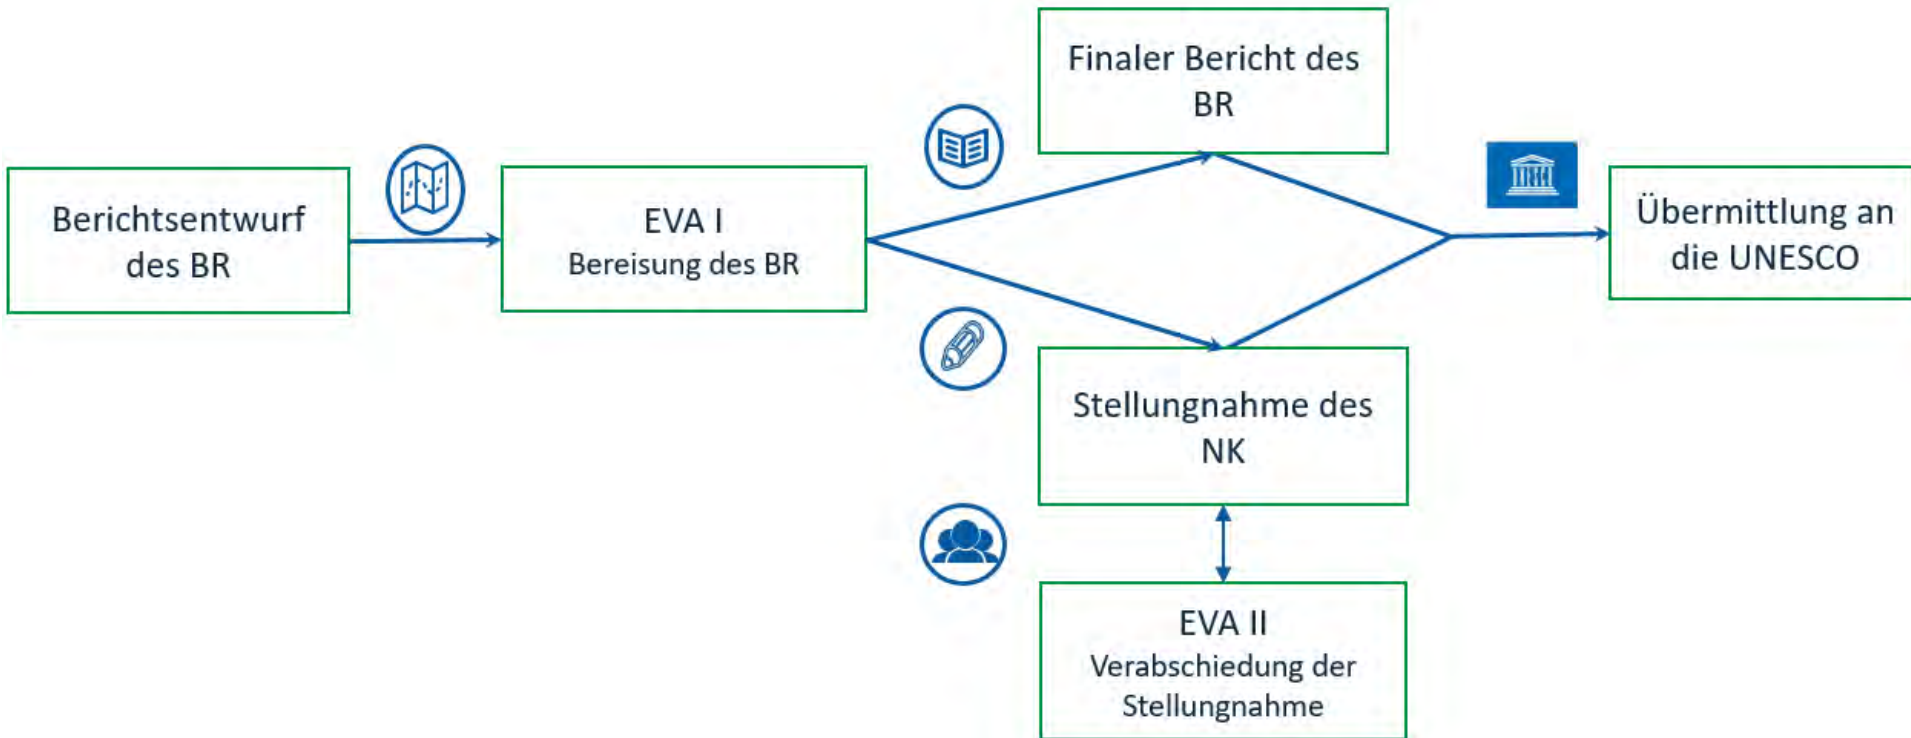 Berichtsentwurf
des BR
EVA I
Bereisung des BR
Finaler Bericht des
BR
Stellungnahme des
NK
EVA II
Verabschiedung der
Stellungnahme
UNESCO
Übermittlung an
die UNESCO